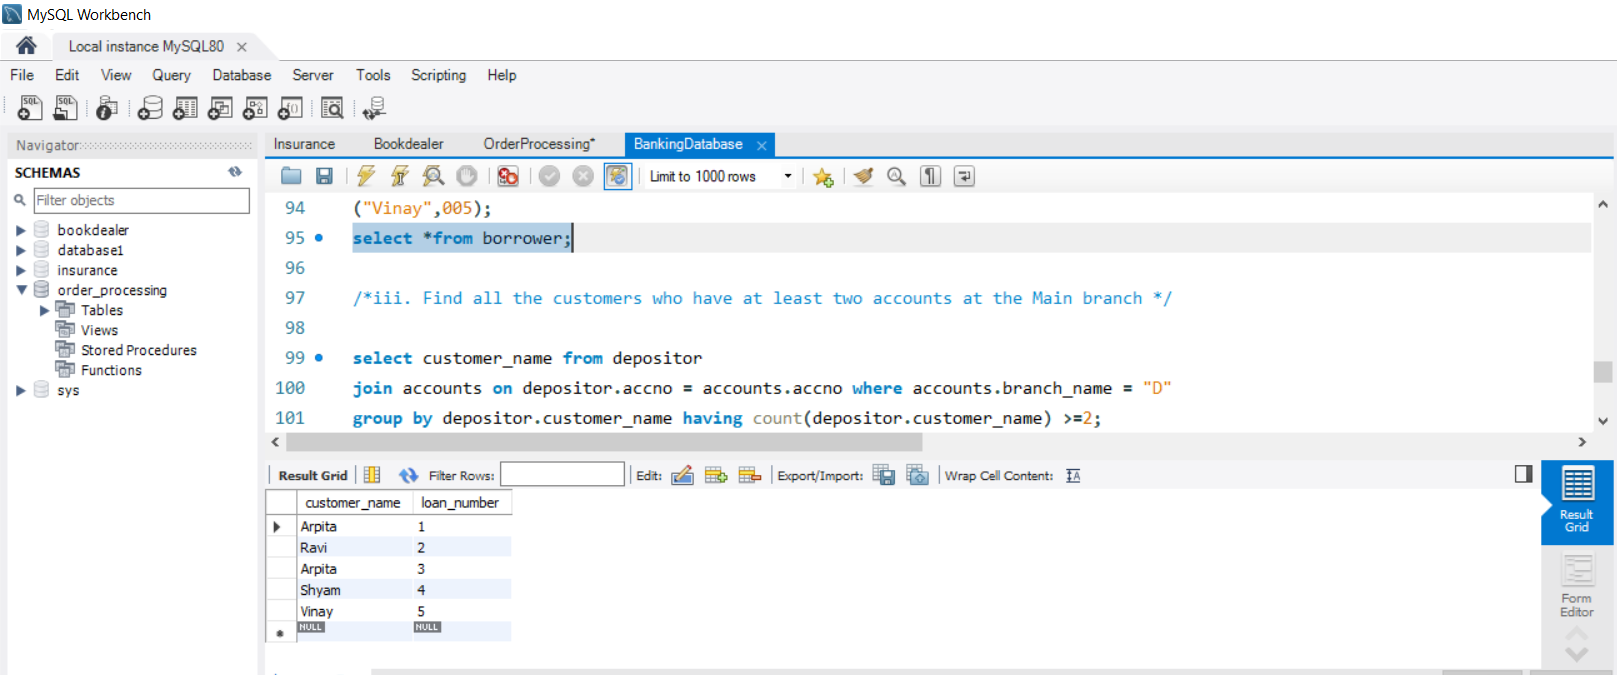 MySQL Workbench
Local instance MySQL80
File Edit View Query Database Server Tools Scripting Help
Navigator
SCHEMAS
Filter objects
bookdealer
database1
insurance
order_processing
Tables
Views
Stored Procedures
Functions
sys
Insurance Bookdealer OrderProcessing* BankingDatabase
Limit to 1000 rows
94 ("Vinay",005);
95 select *from borrower;
96
97 /*iii. Find all the customers who have at least two accounts at the Main branch */
98
99 select customer_name from depositor
100 join accounts on depositor.accno = accounts.accno where accounts.branch_name = "D"
101 group by depositor.customer_name having count(depositor.customer_name) >=2;
Result Grid Filter Rows: Edit: Export/Import: Wrap Cell Content:
customer_name loan_number
Arpita 1
Ravi 2
Arpita 3
Shyam 4
Vinay 5
NULL NULL
Result
Grid
Form
Editor